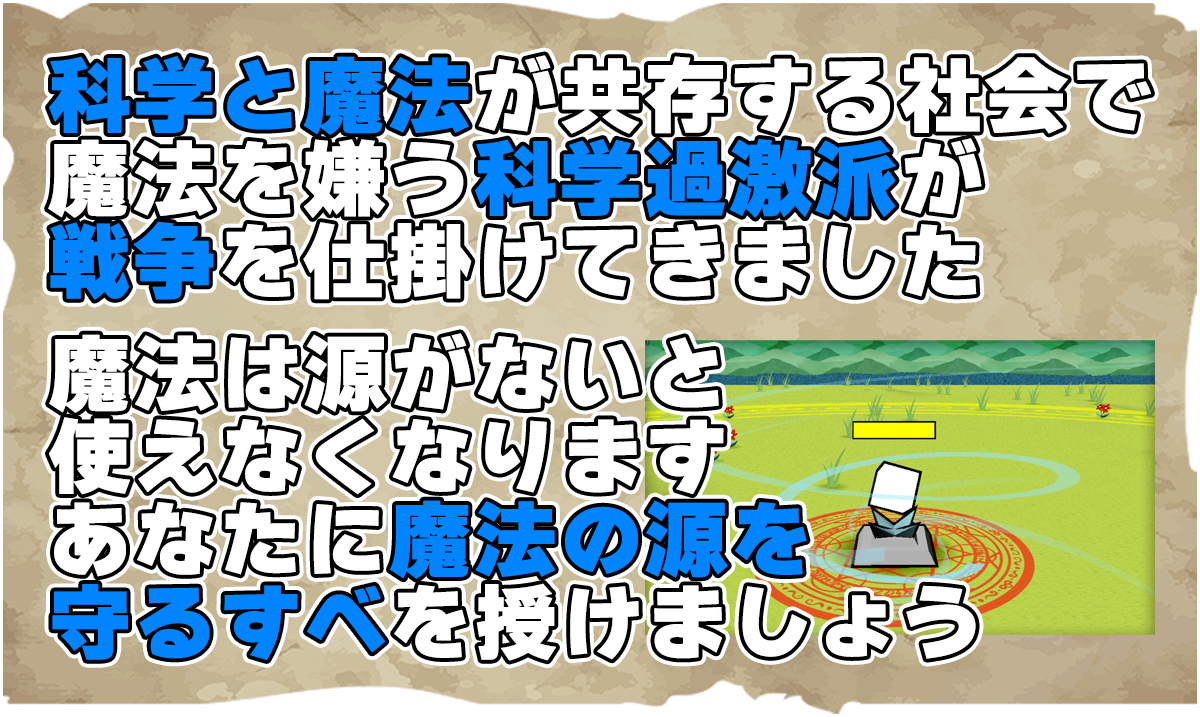 科学と魔法が共存する社会で
魔法を嫌う科学過激派が
戦争を仕掛けてきました
魔法は源がないと
使えなくなります
あなたに魔法の源を
守るすべを授けましょう